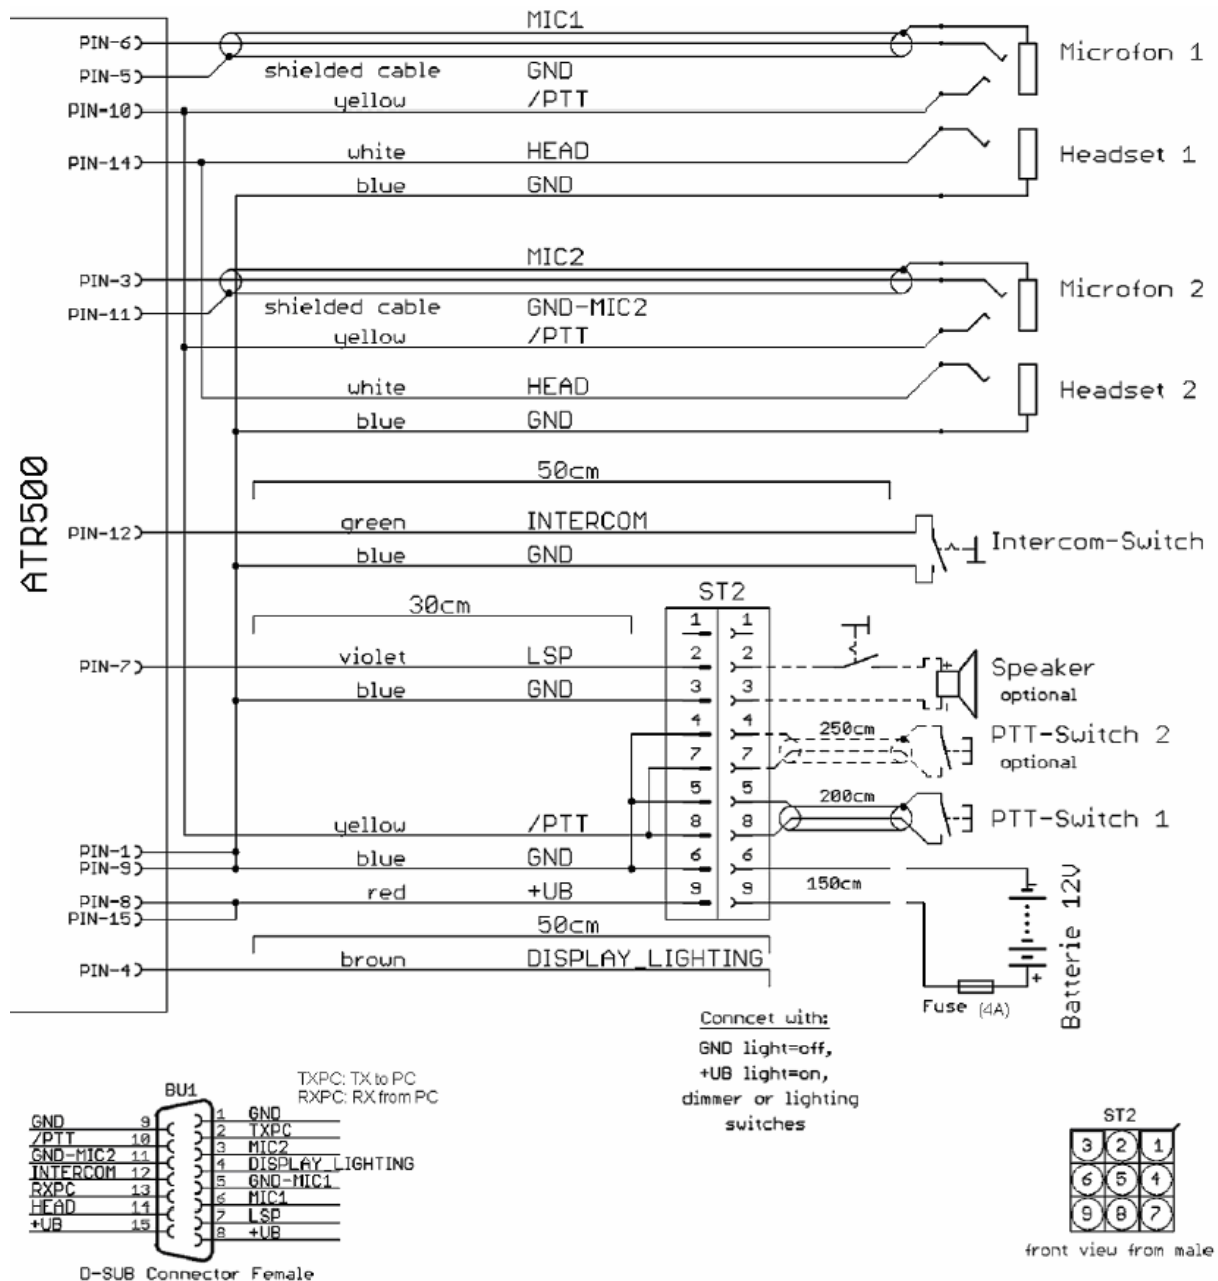 MIC1
PIN-6
Microfon 1
PIN-5 shielded cable GND
PIN-10 yellow /PTT
PIN-14 white HEAD Headset 1
blue GND
MIC2
PIN-3
Microfon 2
PIN-11 shielded cable GND-MIC2
yellow /PTT
white HEAD Headset 2
blue GND
ATR500
50cm
PIN-12 green INTERCOM Intercom-Switch
blue GND
ST2
30cm
1 1
PIN-7 violet LSP 2 2 Speaker
optional
blue GND 3 3
4 4 250cm PTT-Switch 2
optional
7 7
5 5 200cm
yellow /PTT 8 8 PTT-Switch 1
PIN-1
PIN-9 blue GND 6 6
150cm
PIN-8 red +UB 9 9
PIN-15
Batterie 12V
- +
50cm
PIN-4 brown DISPLAY_LIGHTING
Fuse (4A)
Conncet with:
GND light=off,
+UB light=on,
dimmer or lighting
switches
TXPC: TX to PC
RXPC: RX from PC
BU1
GND 9 1 GND
/PTT 10 2 TXPC
GND-MIC2 11 3 MIC2
INTERCOM 12 4 DISPLAY_LIGHTING
RXPC 13 5 GND-MIC1
HEAD 14 6 MIC1
+UB 15 7 LSP
8 +UB
D-SUB Connector Female
ST2
3 2 1
6 5 4
9 8 7
front view from male